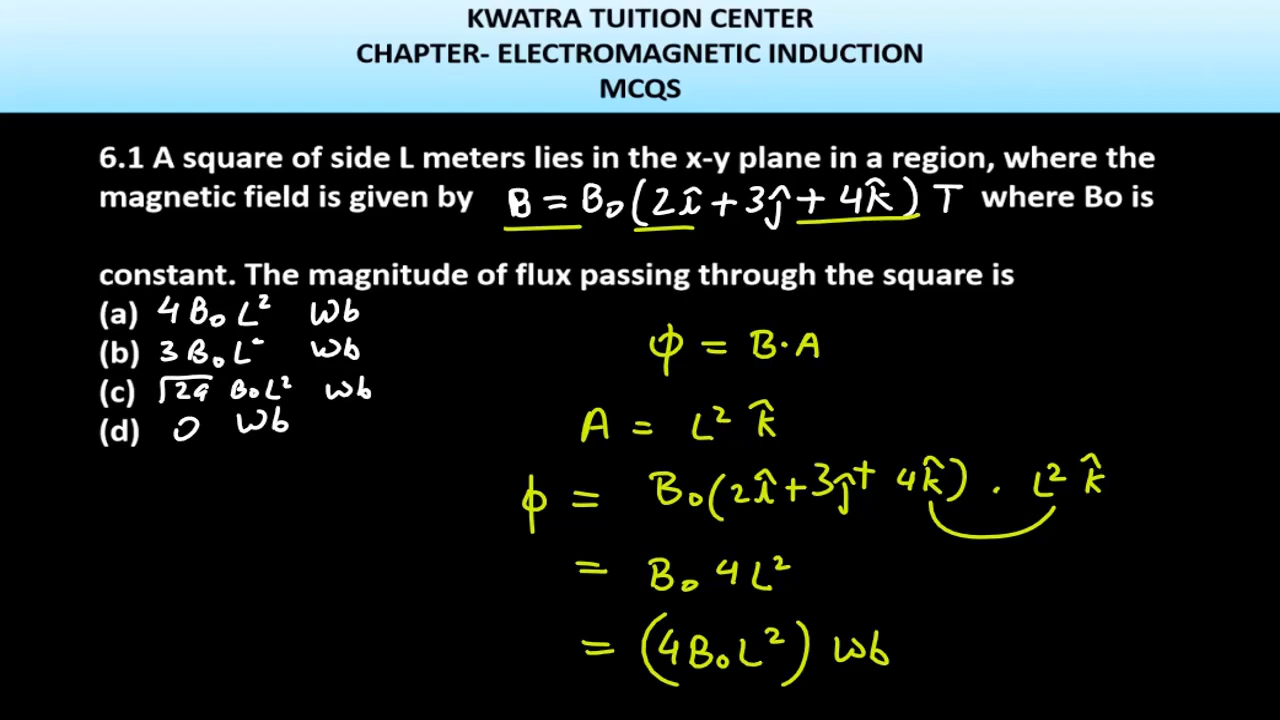 KWATRA TUITION CENTER
CHAPTER- ELECTROMAGNETIC INDUCTION
MCQS
6.1 A square of side L meters lies in the x-y plane in a region, where the
magnetic field is given by B = B₀(2î + 3ĵ + 4k̂) T where Bo is
constant. The magnitude of flux passing through the square is
(a) 4 B₀ L² Wb
(b) 3 B₀ L² Wb
(c) √29 B₀L² Wb
(d) 0 Wb
ϕ = B·A
A = L² k̂
ϕ = B₀(2î + 3ĵ + 4k̂) . L² k̂
= B₀ 4 L²
= (4B₀L²) Wb